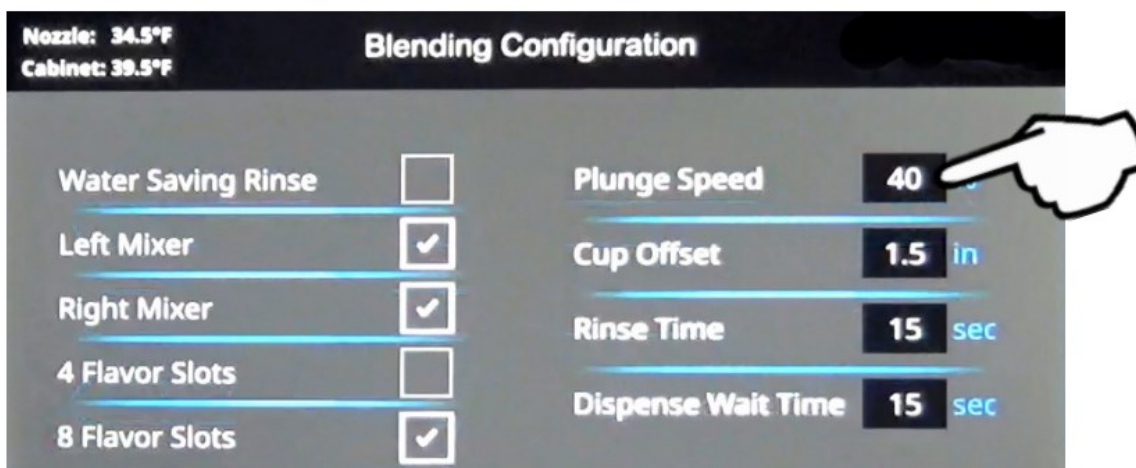 Nozzle: 34.5°F
Cabinet: 39.5°F
Blending Configuration
Water Saving Rinse
Left Mixer
Right Mixer
4 Flavor Slots
8 Flavor Slots
Plunge Speed 40
Cup Offset 1.5 in
Rinse Time 15 sec
Dispense Wait Time 15 sec